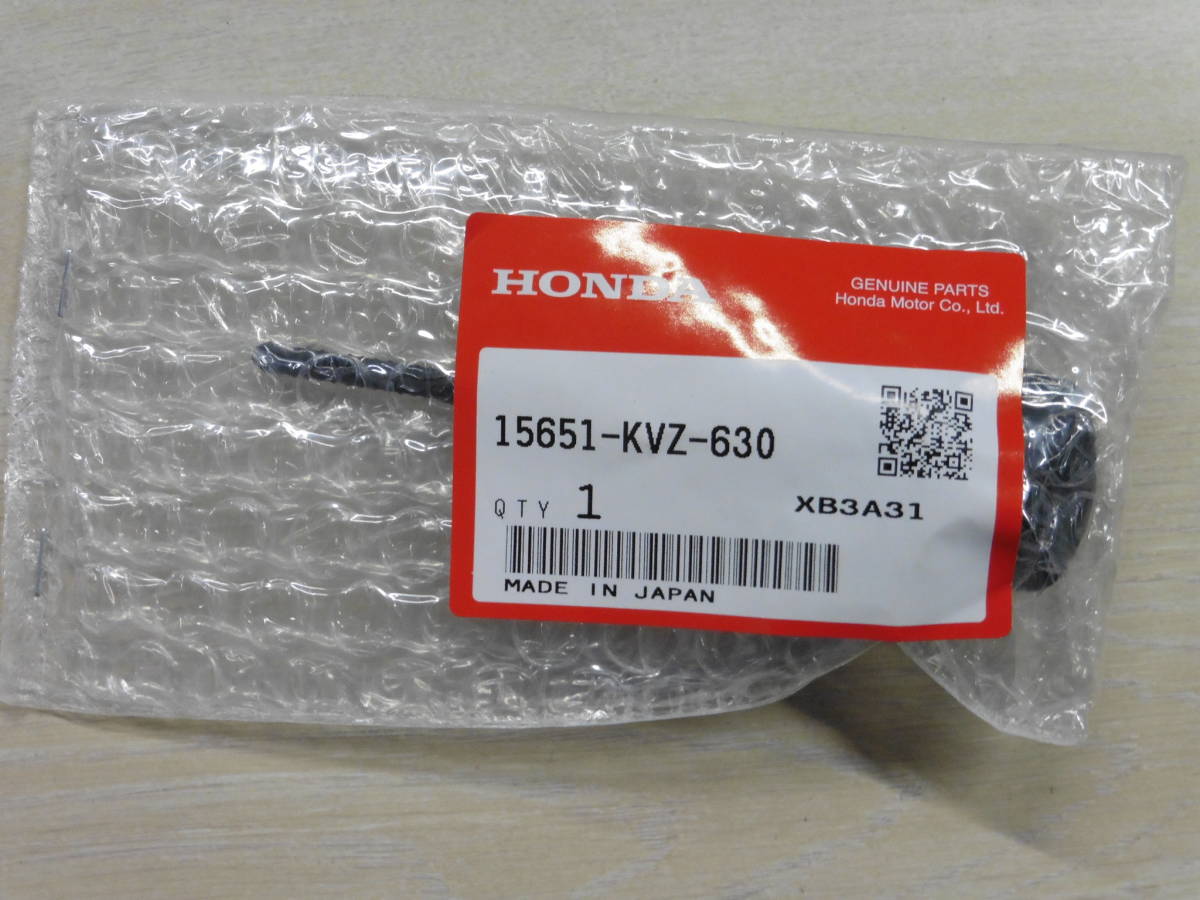 HONDA
GENUINE PARTS
Honda Motor Co., Ltd.
15651-KVZ-630
QTY 1
XB3A31
MADE IN JAPAN